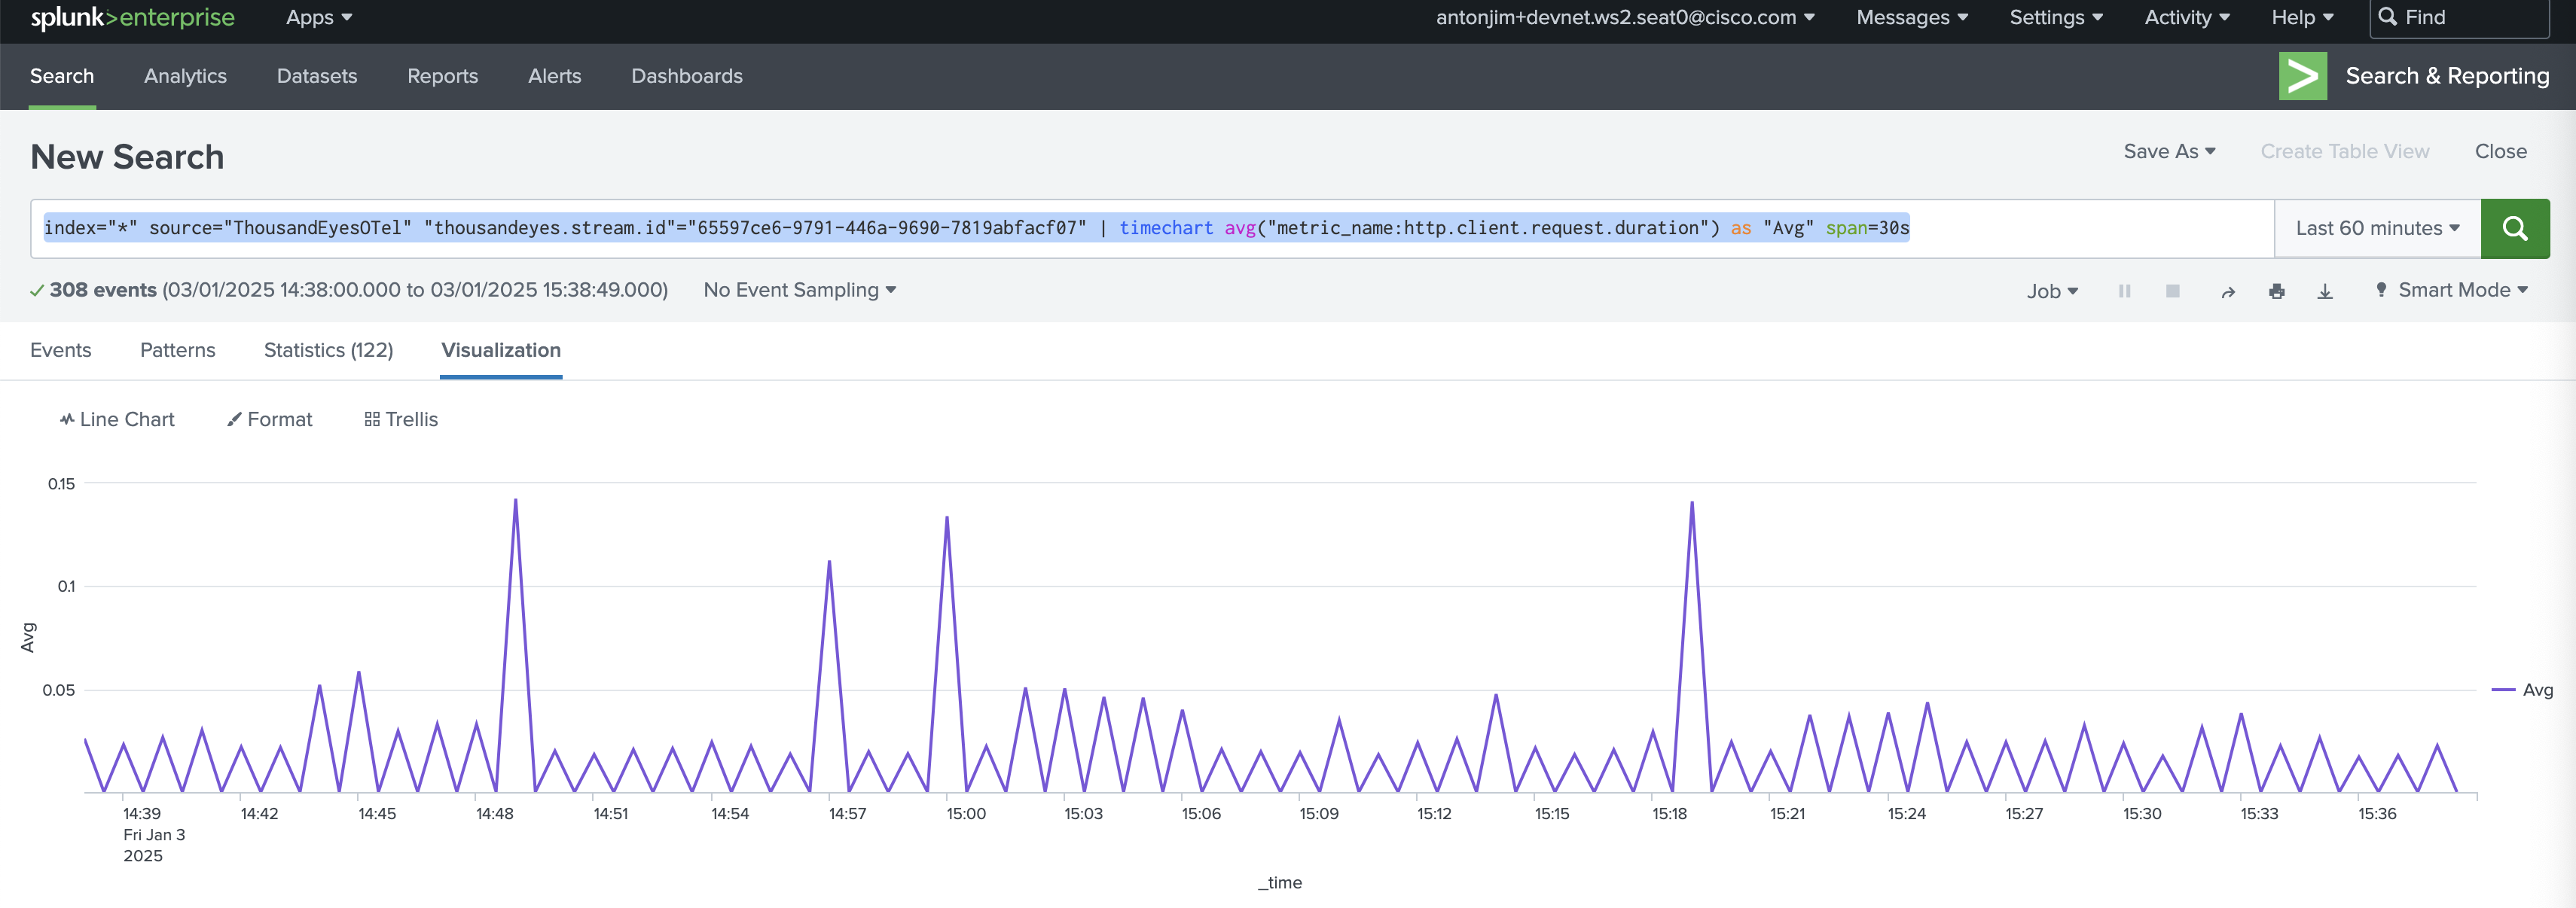 splunk>enterprise Apps antonjim+devnet.ws2.seat0@cisco.com Messages Settings Activity Help Find
Search Analytics Datasets Reports Alerts Dashboards > Search & Reporting
New Search Save As Create Table View Close
index="*" source="ThousandEyesOTel" "thousandeyes.stream.id"="65597ce6-9791-446a-9690-7819abfacf07" | timechart avg("metric_name:http.client.request.duration") as "Avg" span=30s Last 60 minutes
308 events (03/01/2025 14:38:00.000 to 03/01/2025 15:38:49.000) No Event Sampling Job Smart Mode
Events Patterns Statistics (122) Visualization
Line Chart Format Trellis
0.15
0.1
Avg
0.05
Avg
14:39 14:42 14:45 14:48 14:51 14:54 14:57 15:00 15:03 15:06 15:09 15:12 15:15 15:18 15:21 15:24 15:27 15:30 15:33 15:36
Fri Jan 3
2025
_time